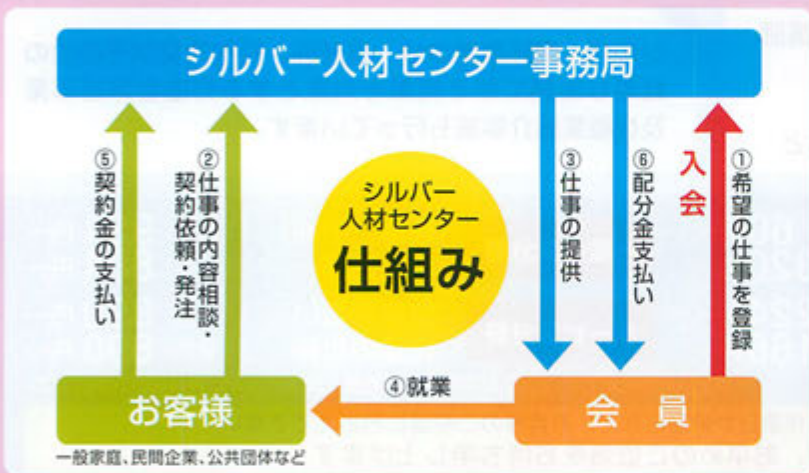 シルバー人材センター事務局
⑤契約金の支払い
②仕事の内容相談・
契約依頼・発注
シルバー
人材センター
仕組み
③仕事の提供
⑥配分金支払い
入会
①希望の仕事を登録
お客様
④就業
会　員
一般家庭、民間企業、公共団体など